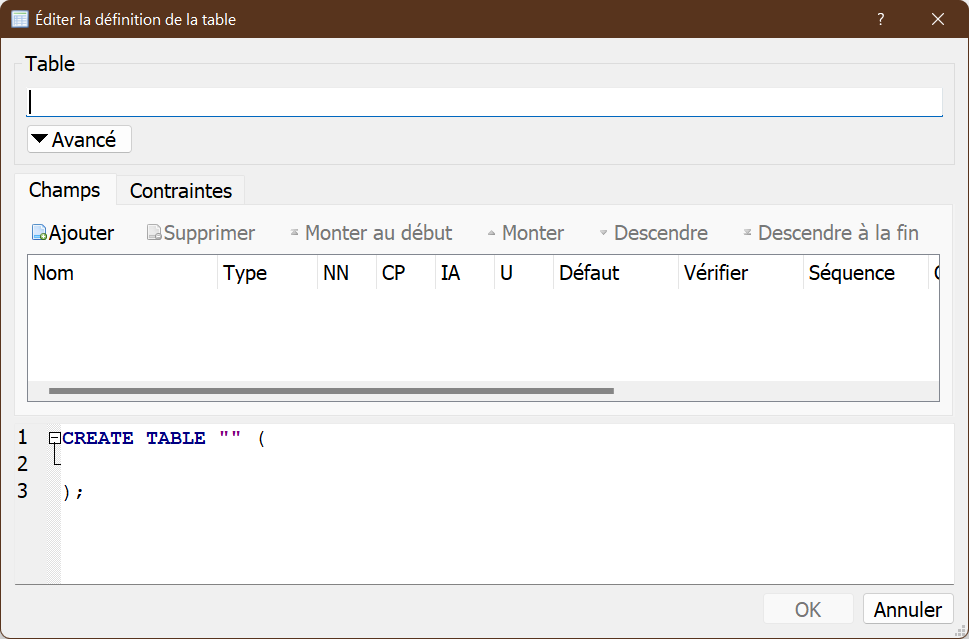 Éditer la définition de la table ?
Table
Avancé
Champs Contraintes
Ajouter Supprimer Monter au début Monter Descendre Descendre à la fin
Nom Type NN CP IA U Défaut Vérifier Séquence
1 CREATE TABLE "" (
2
3 );
OK Annuler